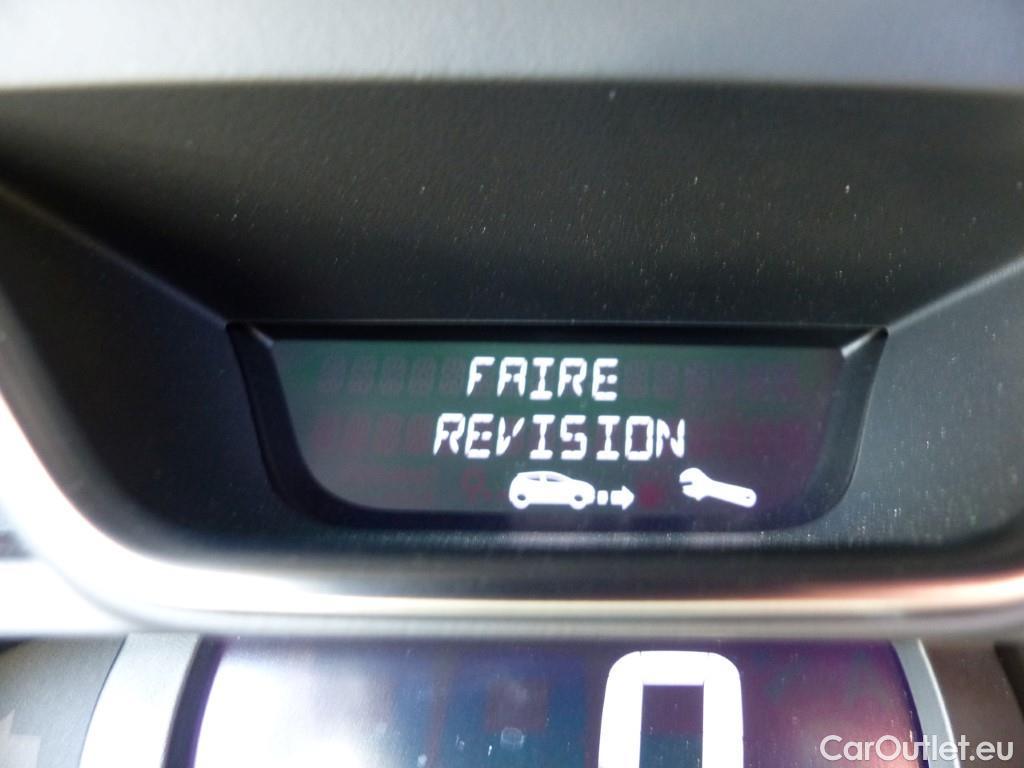 FAIRE
REVISION
0
CarOutlet.eu